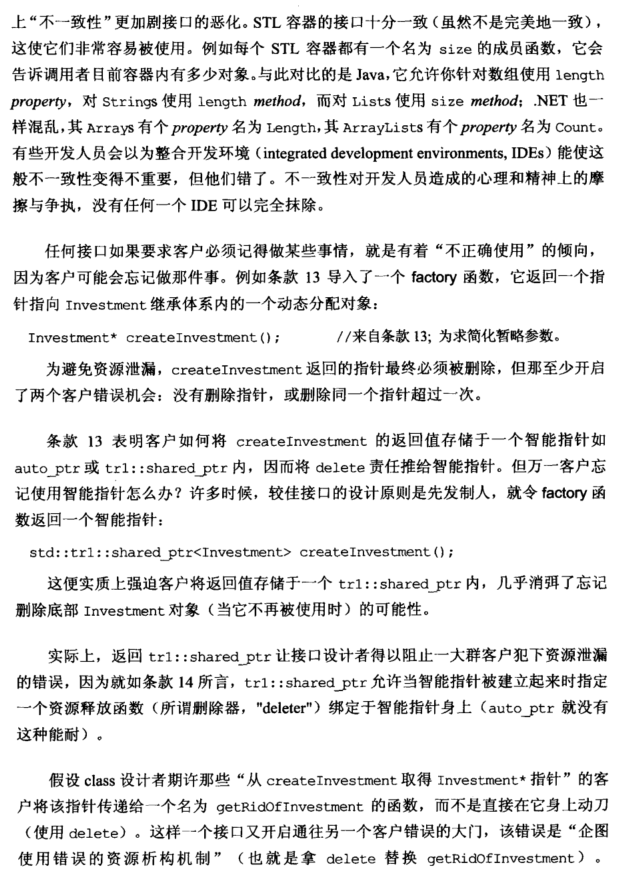 上“不一致性”更加剧接口的恶化。STL 容器的接口十分一致（虽然不是完美地一致），
这使它们非常容易被使用。例如每个 STL 容器都有一个名为 size 的成员函数，它会
告诉调用者目前容器内有多少对象。与此对比的是 Java，它允许你针对数组使用 length
property，对 Strings 使用 length method，而对 Lists 使用 size method；.NET 也一
样混乱，其 Arrays 有个 property 名为 Length，其 ArrayLists 有个 property 名为 Count。
有些开发人员会以为整合开发环境（integrated development environments, IDEs）能使这
般不一致性变得不重要，但他们错了。不一致性对开发人员造成的心理和精神上的摩
擦与争执，没有任何一个 IDE 可以完全抹除。
任何接口如果要求客户必须记得做某些事情，就是有着“不正确使用”的倾向，
因为客户可能会忘记做那件事。例如条款 13 导入了一个 factory 函数，它返回一个指
针指向 Investment 继承体系内的一个动态分配对象：
Investment* createInvestment(); //来自条款 13; 为求简化暂略参数。
为避免资源泄漏，createInvestment 返回的指针最终必须被删除，但那至少开启
了两个客户错误机会：没有删除指针，或删除同一个指针超过一次。
条款 13 表明客户如何将 createInvestment 的返回值存储于一个智能指针如
auto_ptr 或 tr1::shared_ptr 内，因而将 delete 责任推给智能指针。但万一客户忘
记使用智能指针怎么办？许多时候，较佳接口的设计原则是先发制人，就令 factory 函
数返回一个智能指针：
std::tr1::shared_ptr<Investment> createInvestment();
这便实质上强迫客户将返回值存储于一个 tr1::shared_ptr 内，几乎消弭了忘记
删除底部 Investment 对象（当它不再被使用时）的可能性。
实际上，返回 tr1::shared_ptr 让接口设计者得以阻止一大群客户犯下资源泄漏
的错误，因为就如条款 14 所言，tr1::shared_ptr 允许当智能指针被建立起来时指定
一个资源释放函数（所谓删除器，"deleter"）绑定于智能指针身上（auto_ptr 就没有
这种能耐）。
假设 class 设计者期许那些“从 createInvestment 取得 Investment* 指针”的客
户将该指针传递给一个名为 getRidOfInvestment 的函数，而不是直接在它身上动刀
（使用 delete）。这样一个接口又开启通往另一个客户错误的大门，该错误是“企图
使用错误的资源析构机制”（也就是拿 delete 替换 getRidOfInvestment）。